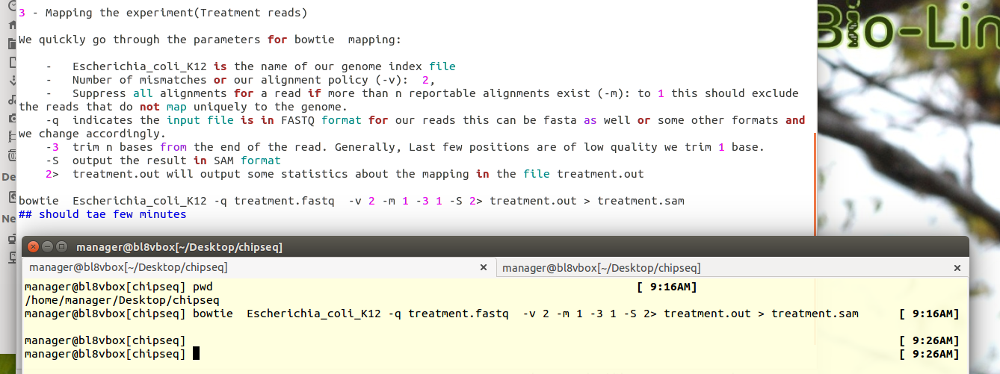 3 - Mapping the experiment(Treatment reads)
Bio-Lin
We quickly go through the parameters for bowtie  mapping:
-   Escherichia_coli_K12 is the name of our genome index file
-   Number of mismatches or our alignment policy (-v):  2,
-   Suppress all alignments for a read if more than n reportable alignments exist (-m): to 1 this should exclude
the reads that do not map uniquely to the genome.
-q  indicates the input file is in FASTQ format for our reads this can be fasta as well or some other formats and
we change accordingly.
-3  trim n bases from the end of the read. Generally, Last few positions are of low quality we trim 1 base.
-S  output the result in SAM format
2>  treatment.out will output some statistics about the mapping in the file treatment.out
De
bowtie  Escherichia_coli_K12 -q treatment.fastq  -v 2 -m 1 -3 1 -S 2> treatment.out > treatment.sam
## should tae few minutes
Ne
manager@bl8vbox[~/Desktop/chipseq]
manager@bl8vbox[~/Desktop/chipseq] × manager@bl8vbox[~/Desktop/chipseq] ×
manager@bl8vbox[chipseq] pwd [ 9:16AM]
/home/manager/Desktop/chipseq
manager@bl8vbox[chipseq] bowtie  Escherichia_coli_K12 -q treatment.fastq  -v 2 -m 1 -3 1 -S 2> treatment.out > treatment.sam [ 9:16AM]
manager@bl8vbox[chipseq] [ 9:26AM]
manager@bl8vbox[chipseq] [ 9:26AM]